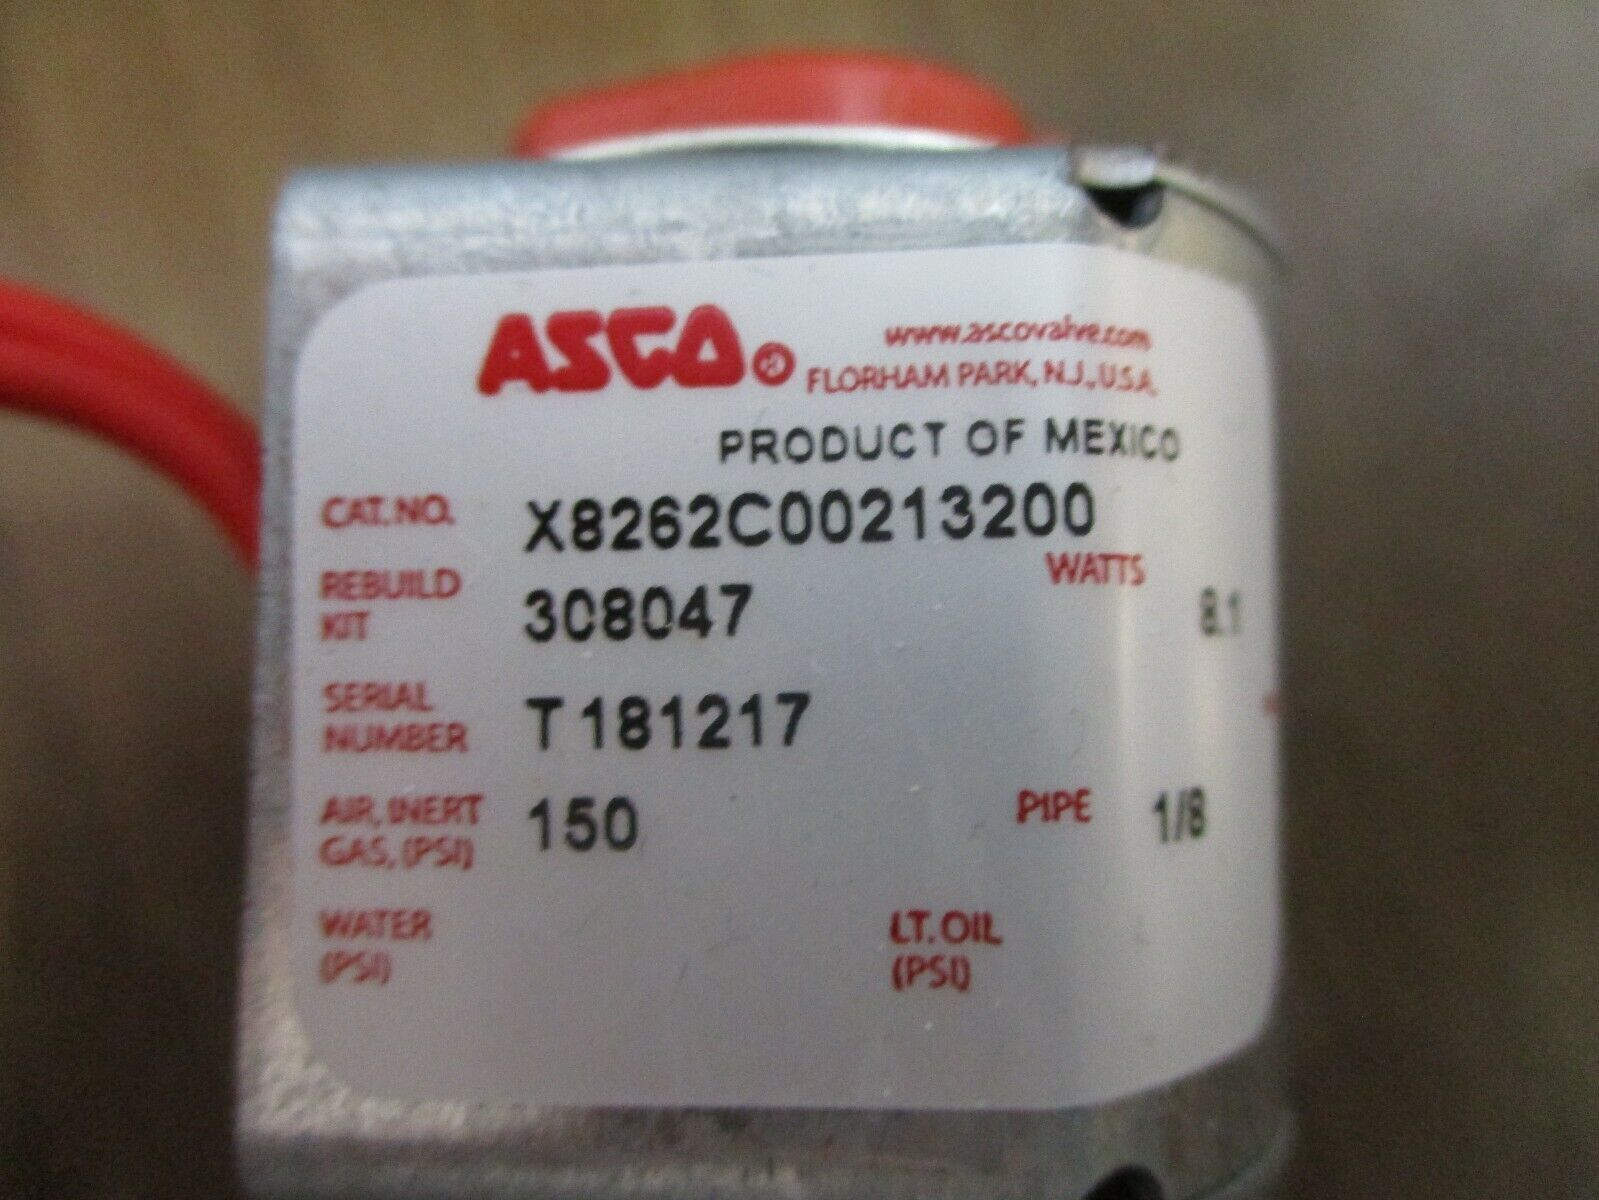 ASCO®
www.ascovalve.com
FLORHAM PARK, N.J., U.S.A.
PRODUCT OF MEXICO
CAT. NO. X8262C00213200
REBUILD KIT 308047
WATTS 8.1
SERIAL NUMBER T181217
AIR, INERT GAS, (PSI) 150
PIPE 1/8
WATER (PSI)
LT. OIL (PSI)